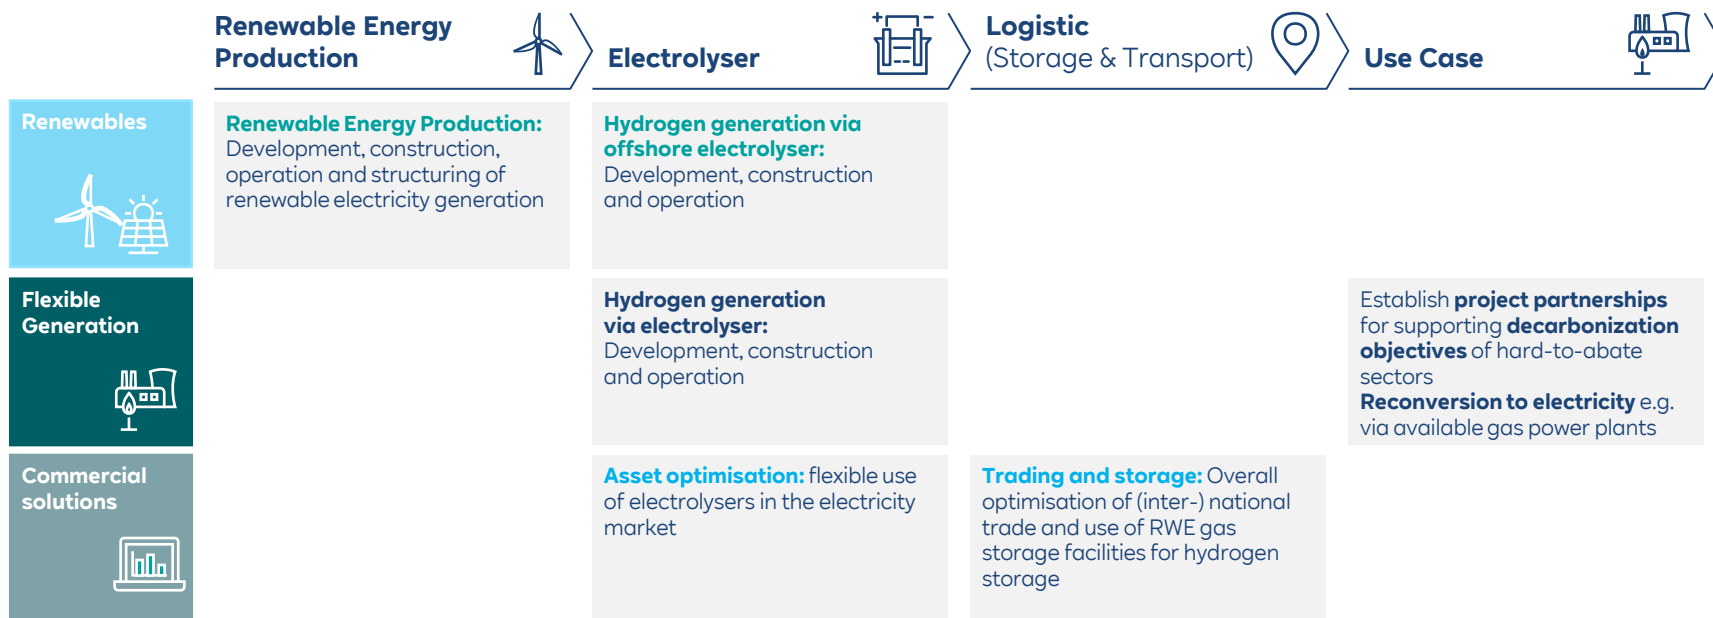 Renewable Energy
Production
Electrolyser
Logistic
(Storage & Transport)
Use Case
Renewables
Renewable Energy Production:
Development, construction,
operation and structuring of
renewable electricity generation
Hydrogen generation via
offshore electrolyser:
Development, construction
and operation
Flexible
Generation
Hydrogen generation
via electrolyser:
Development, construction
and operation
Establish project partnerships
for supporting decarbonization
objectives of hard-to-abate
sectors
Reconversion to electricity e.g.
via available gas power plants
Commercial
solutions
Asset optimisation: flexible use
of electrolysers in the electricity
market
Trading and storage: Overall
optimisation of (inter-) national
trade and use of RWE gas
storage facilities for hydrogen
storage